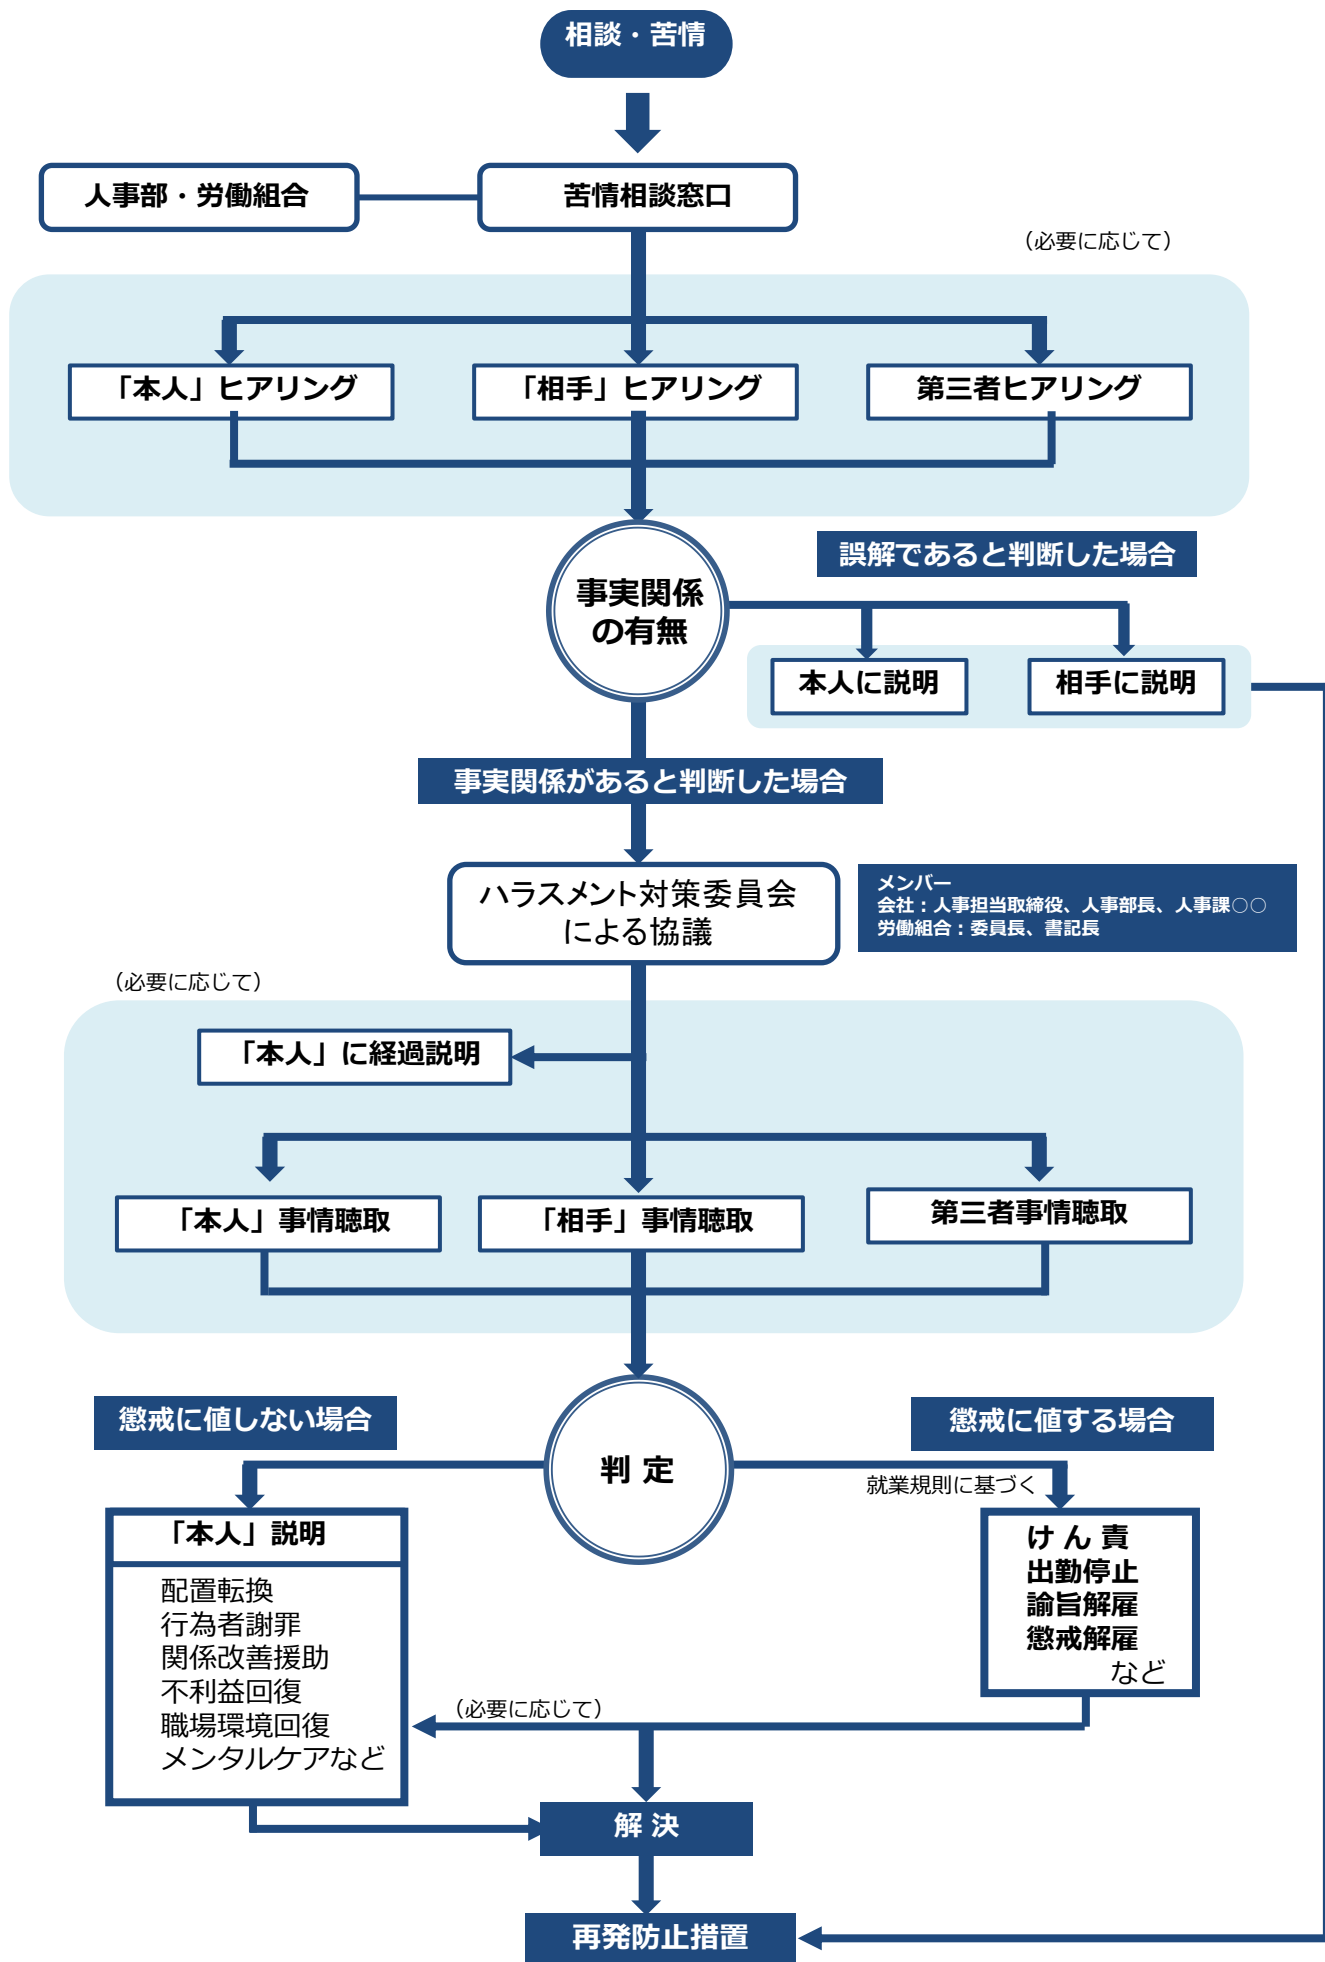 相談・苦情
人事部・労働組合
苦情相談窓口
（必要に応じて）
「本人」ヒアリング
「相手」ヒアリング
第三者ヒアリング
誤解であると判断した場合
事実関係
の有無
本人に説明
相手に説明
事実関係があると判断した場合
ハラスメント対策委員会
による協議
メンバー
会社：人事担当取締役、人事部長、人事課○○
労働組合：委員長、書記長
（必要に応じて）
「本人」に経過説明
「本人」事情聴取
「相手」事情聴取
第三者事情聴取
懲戒に値しない場合
懲戒に値する場合
判 定
就業規則に基づく
「本人」説明
配置転換
行為者謝罪
関係改善援助
不利益回復
職場環境回復
メンタルケアなど
け ん 責
出勤停止
諭旨解雇
懲戒解雇
など
（必要に応じて）
解 決
再発防止措置